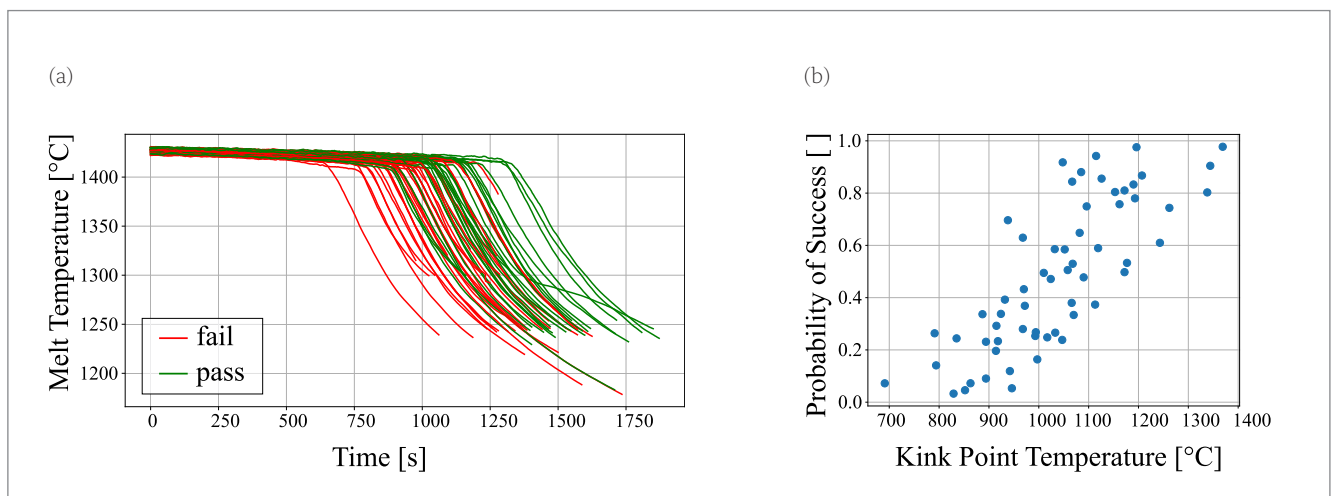 (a)
Melt Temperature [°C]
1400
1350
1300
1250
1200
fail
pass
0 250 500 750 1000 1250 1500 1750
Time [s]
(b)
Probability of Success [ ]
1.0
0.8
0.6
0.4
0.2
0.0
700 800 900 1000 1100 1200 1300 1400
Kink Point Temperature [°C]